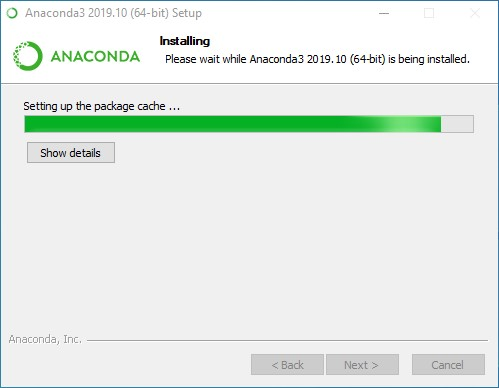 Anaconda3 2019.10 (64-bit) Setup
ANACONDA
Installing
Please wait while Anaconda3 2019.10 (64-bit) is being installed.
Setting up the package cache ...
Show details
Anaconda, Inc.
< Back
Next >
Cancel